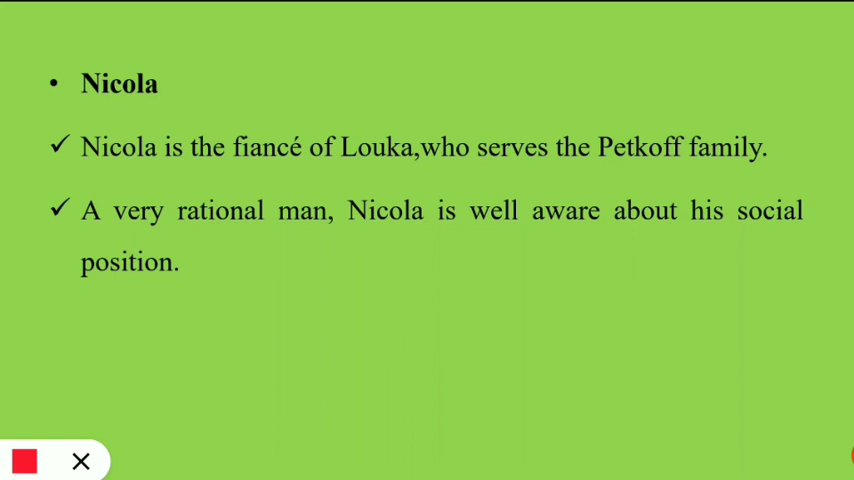 • Nicola
✓ Nicola is the fiancé of Louka,who serves the Petkoff family.
✓ A very rational man, Nicola is well aware about his social
position.